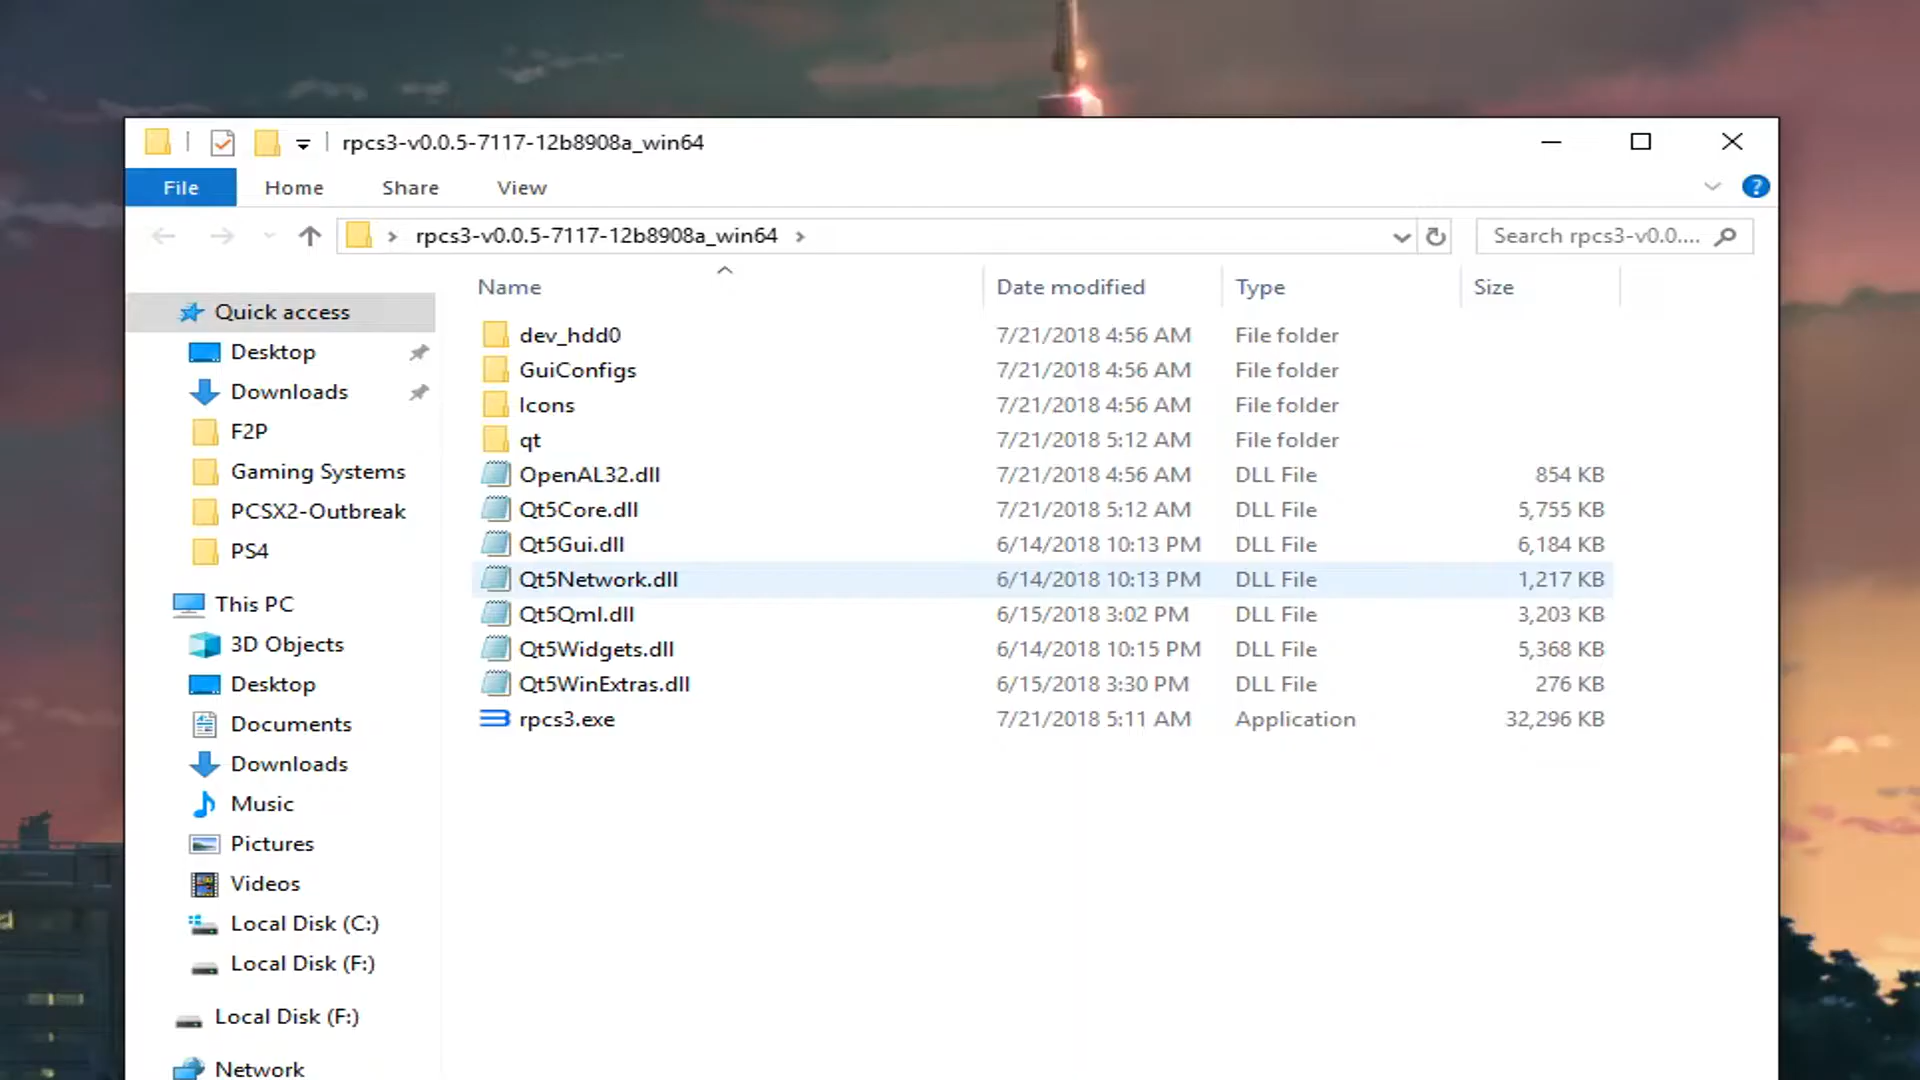 rpcs3-v0.0.5-7117-12b8908a_win64
File Home Share View
rpcs3-v0.0.5-7117-12b8908a_win64
Search rpcs3-v0.0....
Name Date modified Type Size
Quick access
Desktop
Downloads
F2P
Gaming Systems
PCSX2-Outbreak
PS4
This PC
3D Objects
Desktop
Documents
Downloads
Music
Pictures
Videos
Local Disk (C:)
Local Disk (F:)
Local Disk (F:)
Network
dev_hdd0 7/21/2018 4:56 AM File folder
GuiConfigs 7/21/2018 4:56 AM File folder
Icons 7/21/2018 4:56 AM File folder
qt 7/21/2018 5:12 AM File folder
OpenAL32.dll 7/21/2018 4:56 AM DLL File 854 KB
Qt5Core.dll 7/21/2018 5:12 AM DLL File 5,755 KB
Qt5Gui.dll 6/14/2018 10:13 PM DLL File 6,184 KB
Qt5Network.dll 6/14/2018 10:13 PM DLL File 1,217 KB
Qt5Qml.dll 6/15/2018 3:02 PM DLL File 3,203 KB
Qt5Widgets.dll 6/14/2018 10:15 PM DLL File 5,368 KB
Qt5WinExtras.dll 6/15/2018 3:30 PM DLL File 276 KB
rpcs3.exe 7/21/2018 5:11 AM Application 32,296 KB